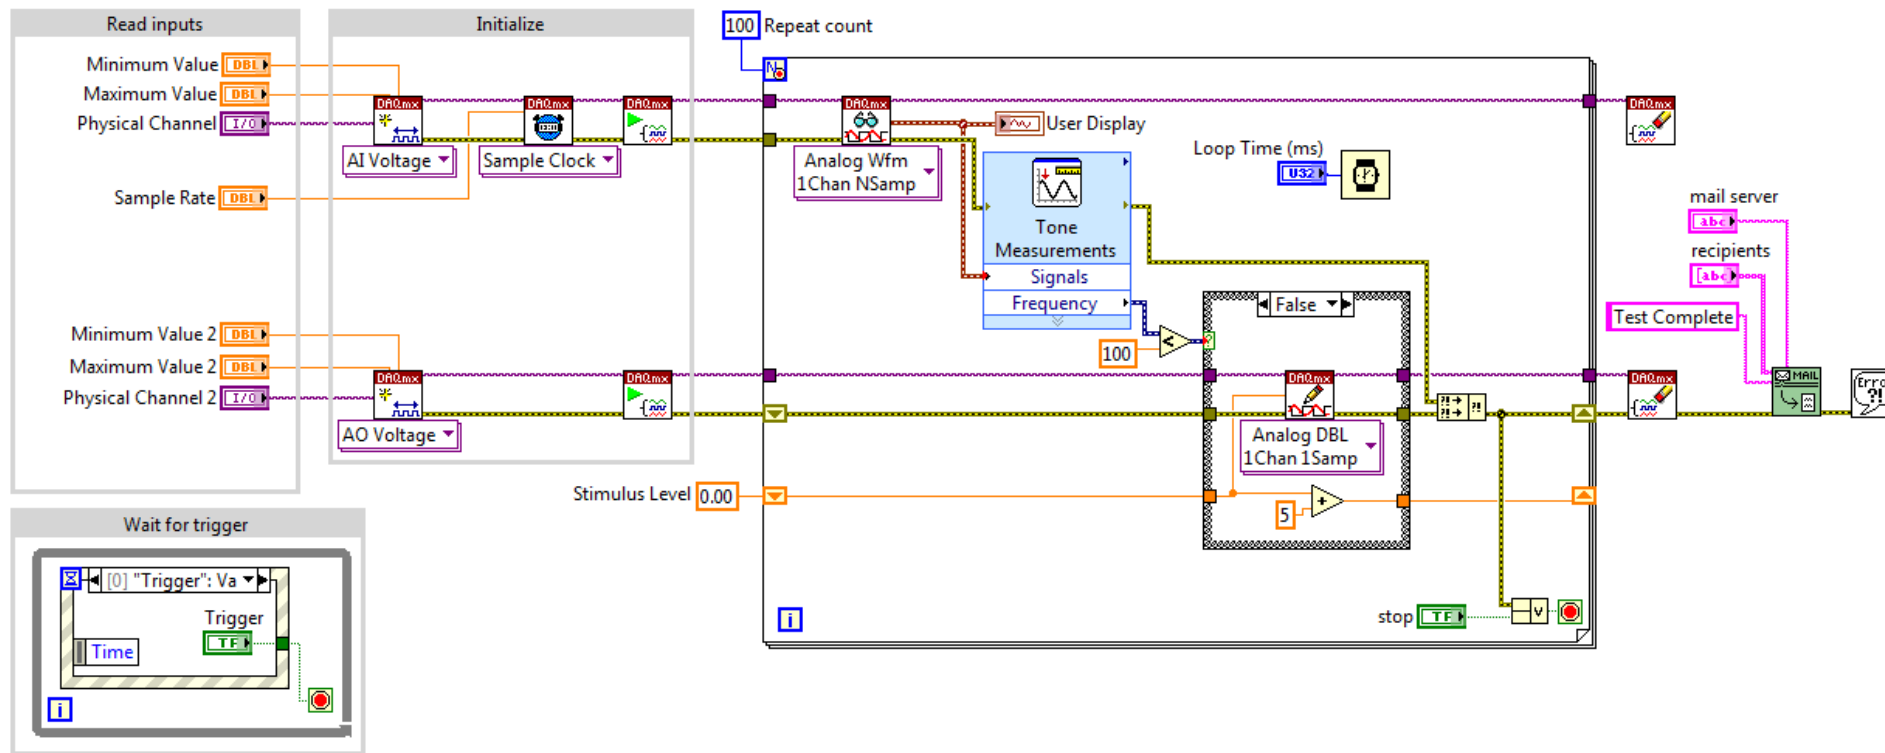 Read inputs
Minimum Value
DBL
Maximum Value
DBL
Physical Channel
I/O
Sample Rate
DBL
Minimum Value 2
DBL
Maximum Value 2
DBL
Physical Channel 2
I/O
Initialize
DAQmx
AI Voltage
DAQmx
Sample Clock
DAQmx
DAQmx
AO Voltage
DAQmx
Wait for trigger
[0] "Trigger": Va
Trigger
TF
Time
i
100
Repeat count
N
DAQmx
Analog Wfm
1Chan NSamp
User Display
Tone
Measurements
Signals
Frequency
100
<
Loop Time (ms)
U32
False
?
DAQmx
Analog DBL
1Chan 1Samp
5
+
Stimulus Level
0.00
?!
?!
?!
i
stop
TF
V
DAQmx
DAQmx
mail server
abc
recipients
[abc]
Test Complete
MAIL
Erro
?!